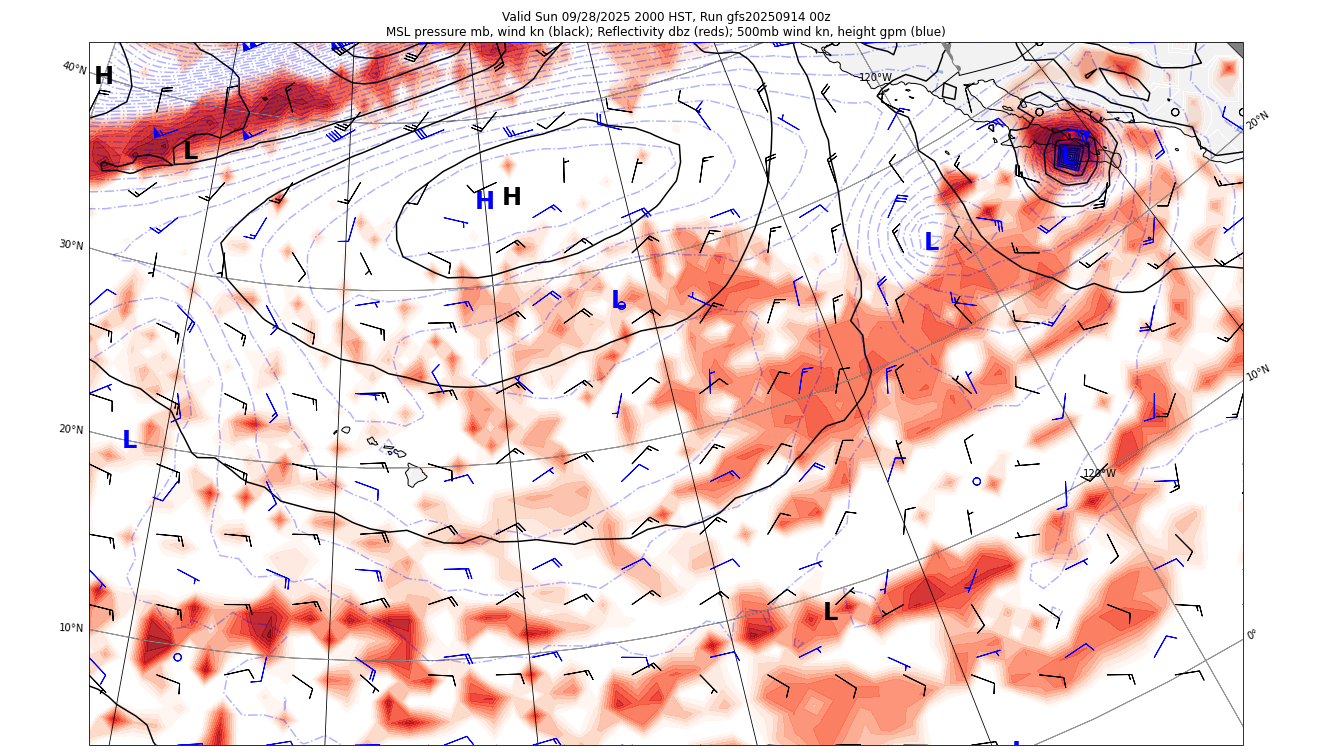 Valid Sun 09/28/2025 2000 HST, Run gfs20250914 00z
MSL pressure mb, wind kn (black); Reflectivity dbz (reds); 500mb wind kn, height gpm (blue)
40°N
H
120°W
20°N
L
L
H
H
30°N
L
L
10°N
20°N
L
120°W
L
10°N
0°
L